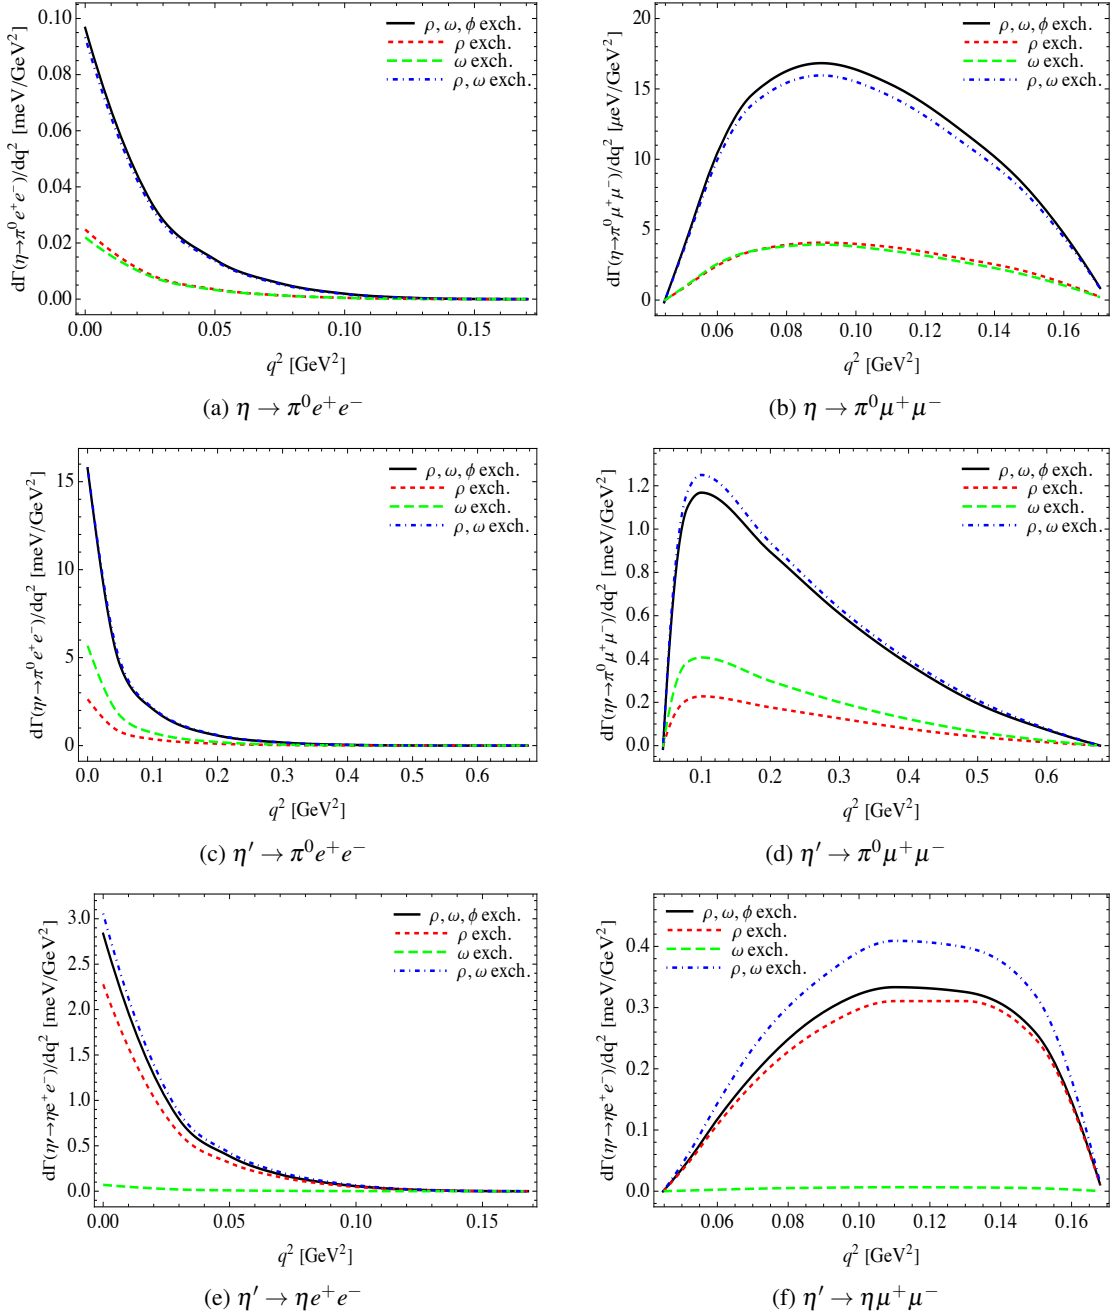 dΓ(η→π⁰e⁺e⁻)/dq² [meV/GeV²]
0.10
0.08
0.06
0.04
0.02
0.00
ρ, ω, ϕ exch.
ρ exch.
ω exch.
ρ, ω exch.
0.00 0.05 0.10 0.15
q² [GeV²]
(a) η → π⁰e⁺e⁻
dΓ(η→π⁰μ⁺μ⁻)/dq² [μeV/GeV²]
20
15
10
5
0
ρ, ω, ϕ exch.
ρ exch.
ω exch.
ρ, ω exch.
0.06 0.08 0.10 0.12 0.14 0.16
q² [GeV²]
(b) η → π⁰μ⁺μ⁻
dΓ(η′→π⁰e⁺e⁻)/dq² [meV/GeV²]
15
10
5
0
ρ, ω, ϕ exch.
ρ exch.
ω exch.
ρ, ω exch.
0.0 0.1 0.2 0.3 0.4 0.5 0.6
q² [GeV²]
(c) η′ → π⁰e⁺e⁻
dΓ(η′→π⁰μ⁺μ⁻)/dq² [meV/GeV²]
1.2
1.0
0.8
0.6
0.4
0.2
0.0
ρ, ω, ϕ exch.
ρ exch.
ω exch.
ρ, ω exch.
0.1 0.2 0.3 0.4 0.5 0.6
q² [GeV²]
(d) η′ → π⁰μ⁺μ⁻
dΓ(η′→ηe⁺e⁻)/dq² [meV/GeV²]
3.0
2.5
2.0
1.5
1.0
0.5
0.0
ρ, ω, ϕ exch.
ρ exch.
ω exch.
ρ, ω exch.
0.00 0.05 0.10 0.15
q² [GeV²]
(e) η′ → ηe⁺e⁻
dΓ(η′→ηe⁺e⁻)/dq² [meV/GeV²]
0.4
0.3
0.2
0.1
0.0
ρ, ω, ϕ exch.
ρ exch.
ω exch.
ρ, ω exch.
0.06 0.08 0.10 0.12 0.14 0.16
q² [GeV²]
(f) η′ → ημ⁺μ⁻